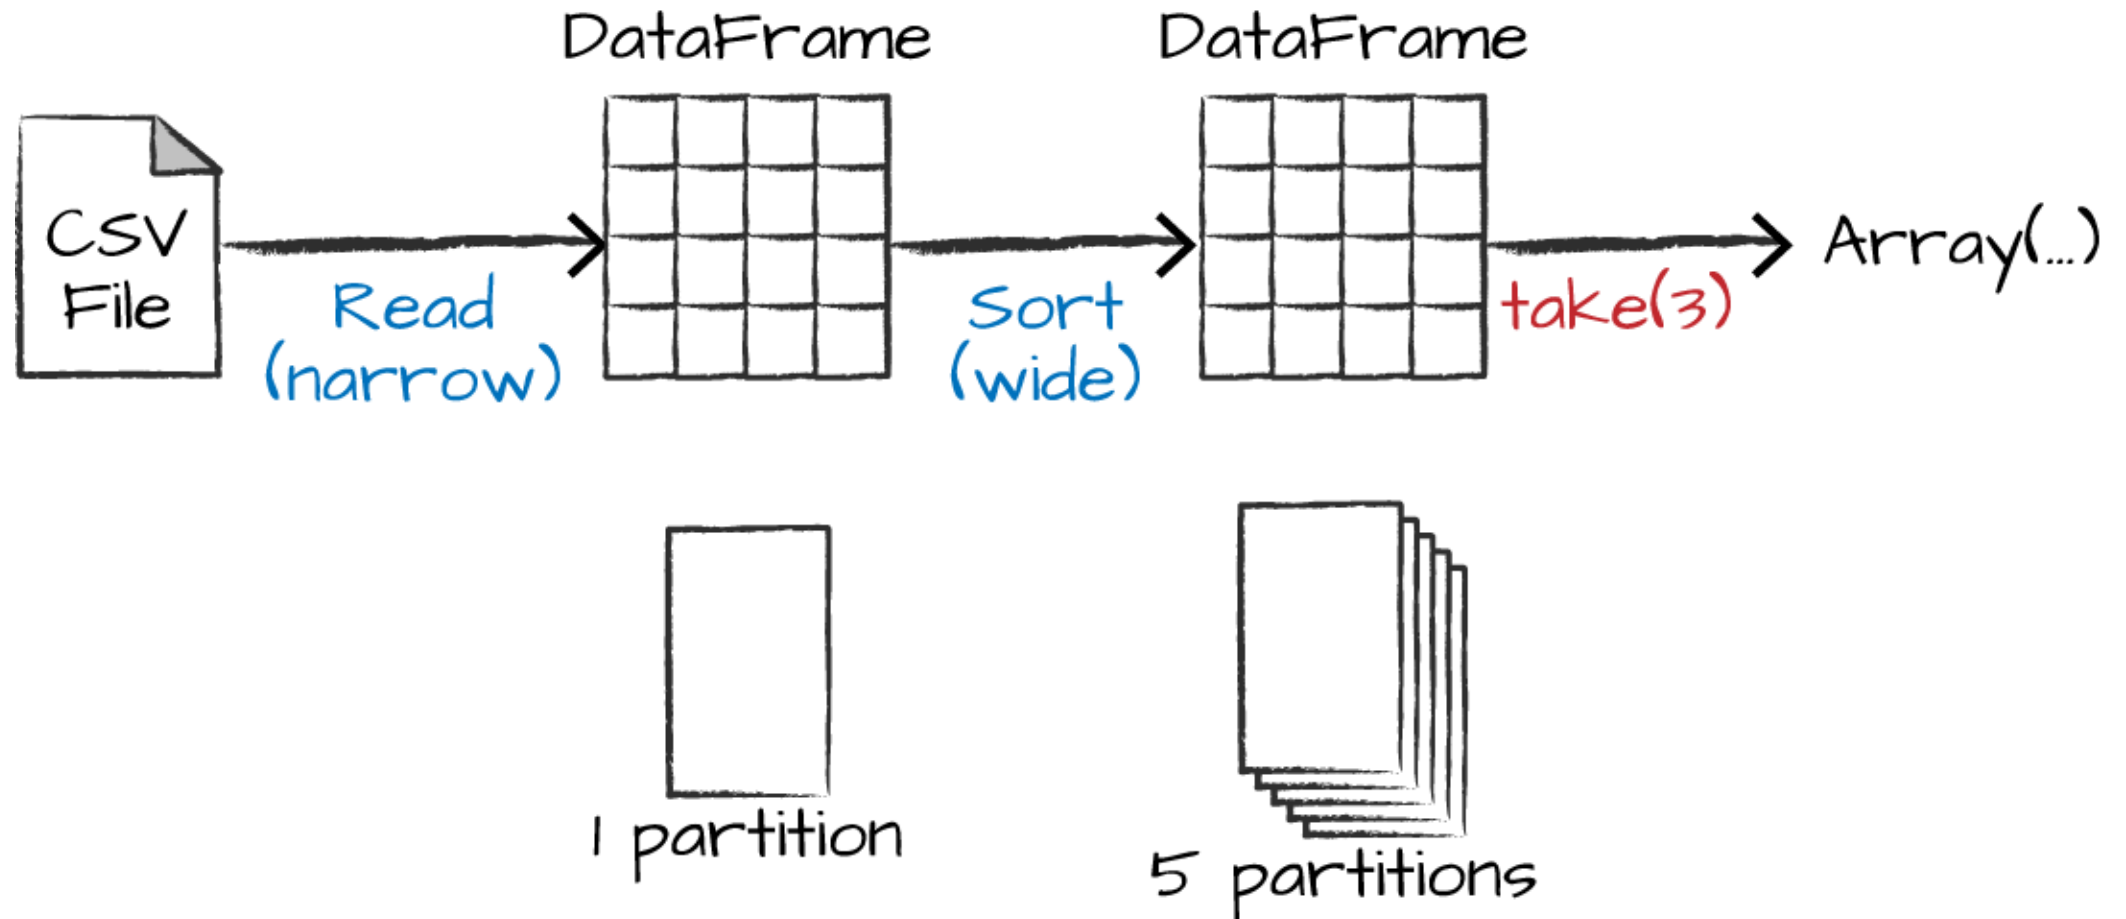 DataFrame
DataFrame
CSV
File
Read
(narrow)
Sort
(wide)
take(3)
Array(...)
1 partition
5 partitions